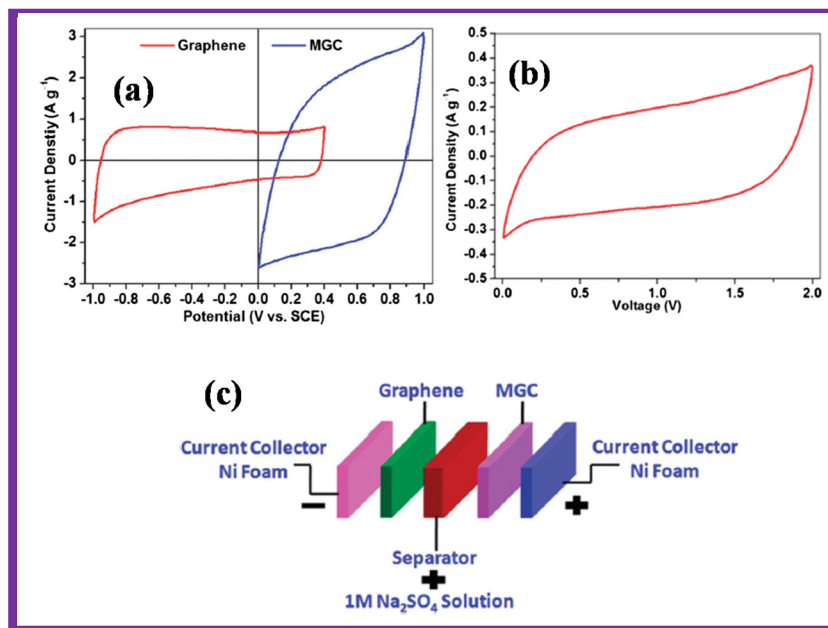 (a)
Graphene
MGC
Current Denstiy (A g⁻¹)
3
2
1
0
-1
-2
-3
-1.0 -0.8 -0.6 -0.4 -0.2 0.0 0.2 0.4 0.6 0.8 1.0
Potential (V vs. SCE)
(b)
Current Density (A g⁻¹)
0.5
0.4
0.3
0.2
0.1
0.0
-0.1
-0.2
-0.3
-0.4
-0.5
0.0 0.5 1.0 1.5 2.0
Voltage (V)
(c)
Graphene
MGC
Current Collector
Ni Foam
−
Current Collector
Ni Foam
+
Separator
+
1M Na₂SO₄ Solution